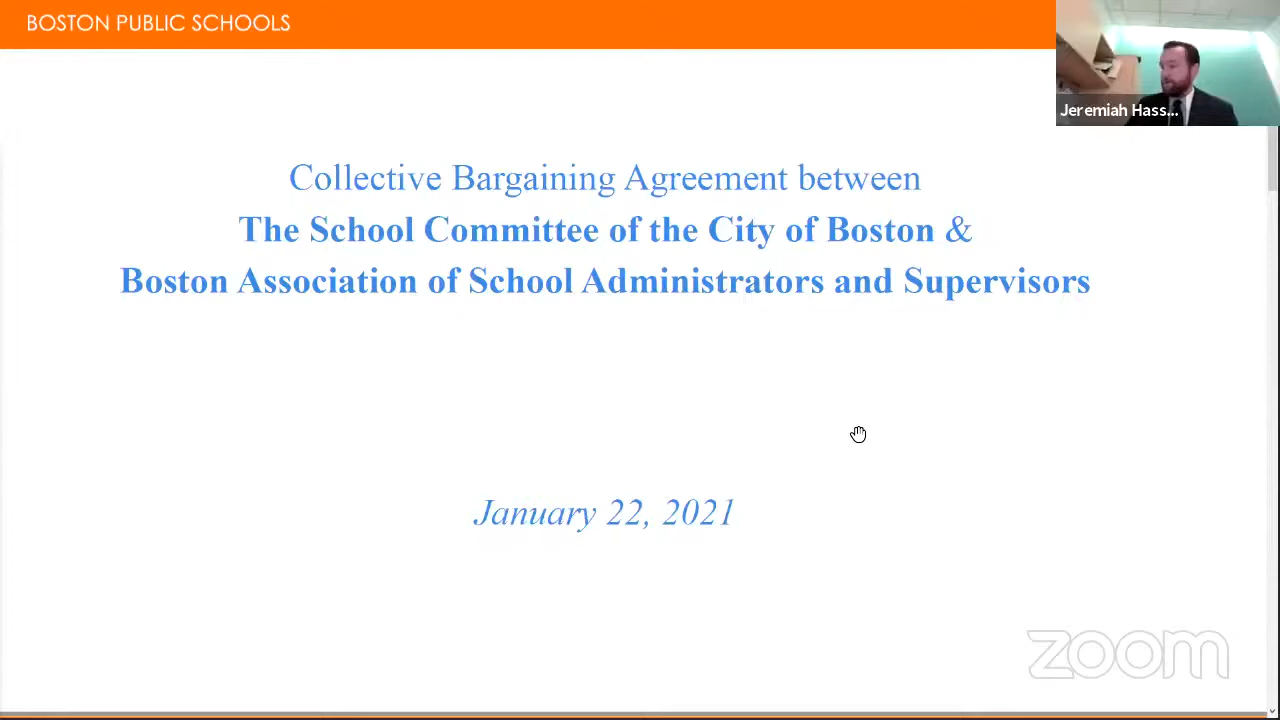 BOSTON PUBLIC SCHOOLS
Jeremiah Hass...
Collective Bargaining Agreement between
The School Committee of the City of Boston &
Boston Association of School Administrators and Supervisors
January 22, 2021
zoom